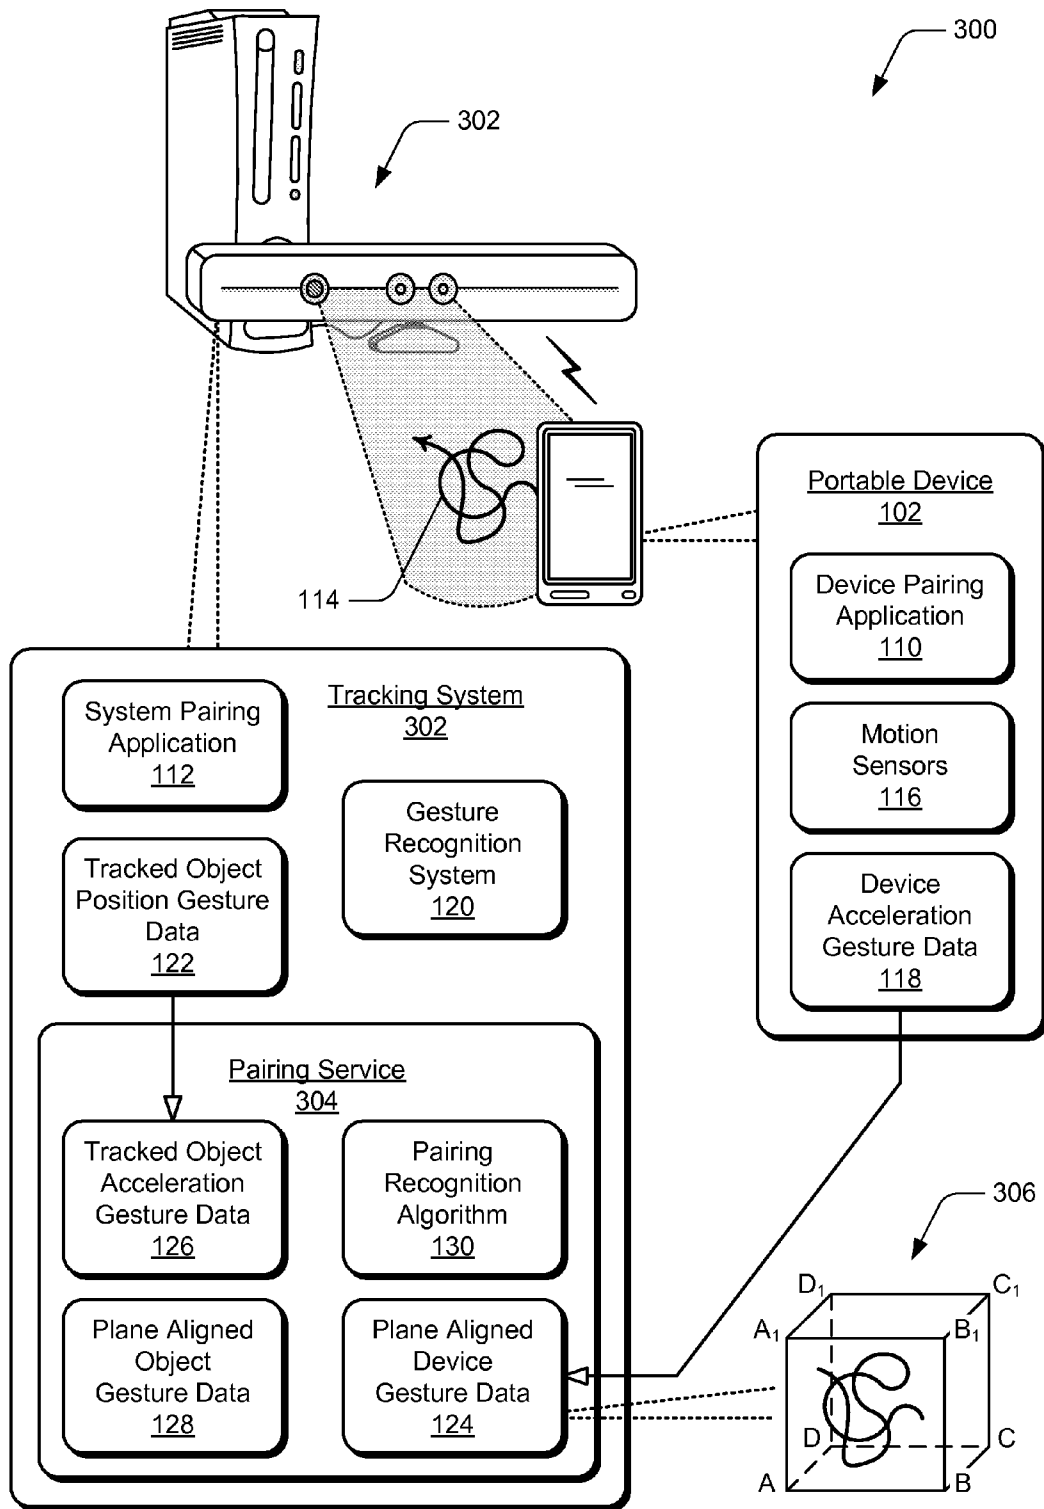 300
302
114
Portable Device
102
Device Pairing
Application
110
Motion
Sensors
116
Device
Acceleration
Gesture Data
118
Tracking System
302
System Pairing
Application
112
Gesture
Recognition
System
120
Tracked Object
Position Gesture
Data
122
Pairing Service
304
Tracked Object
Acceleration
Gesture Data
126
Pairing
Recognition
Algorithm
130
Plane Aligned
Object
Gesture Data
128
Plane Aligned
Device
Gesture Data
124
306
D₁ C₁
A₁ B₁
D C
A B